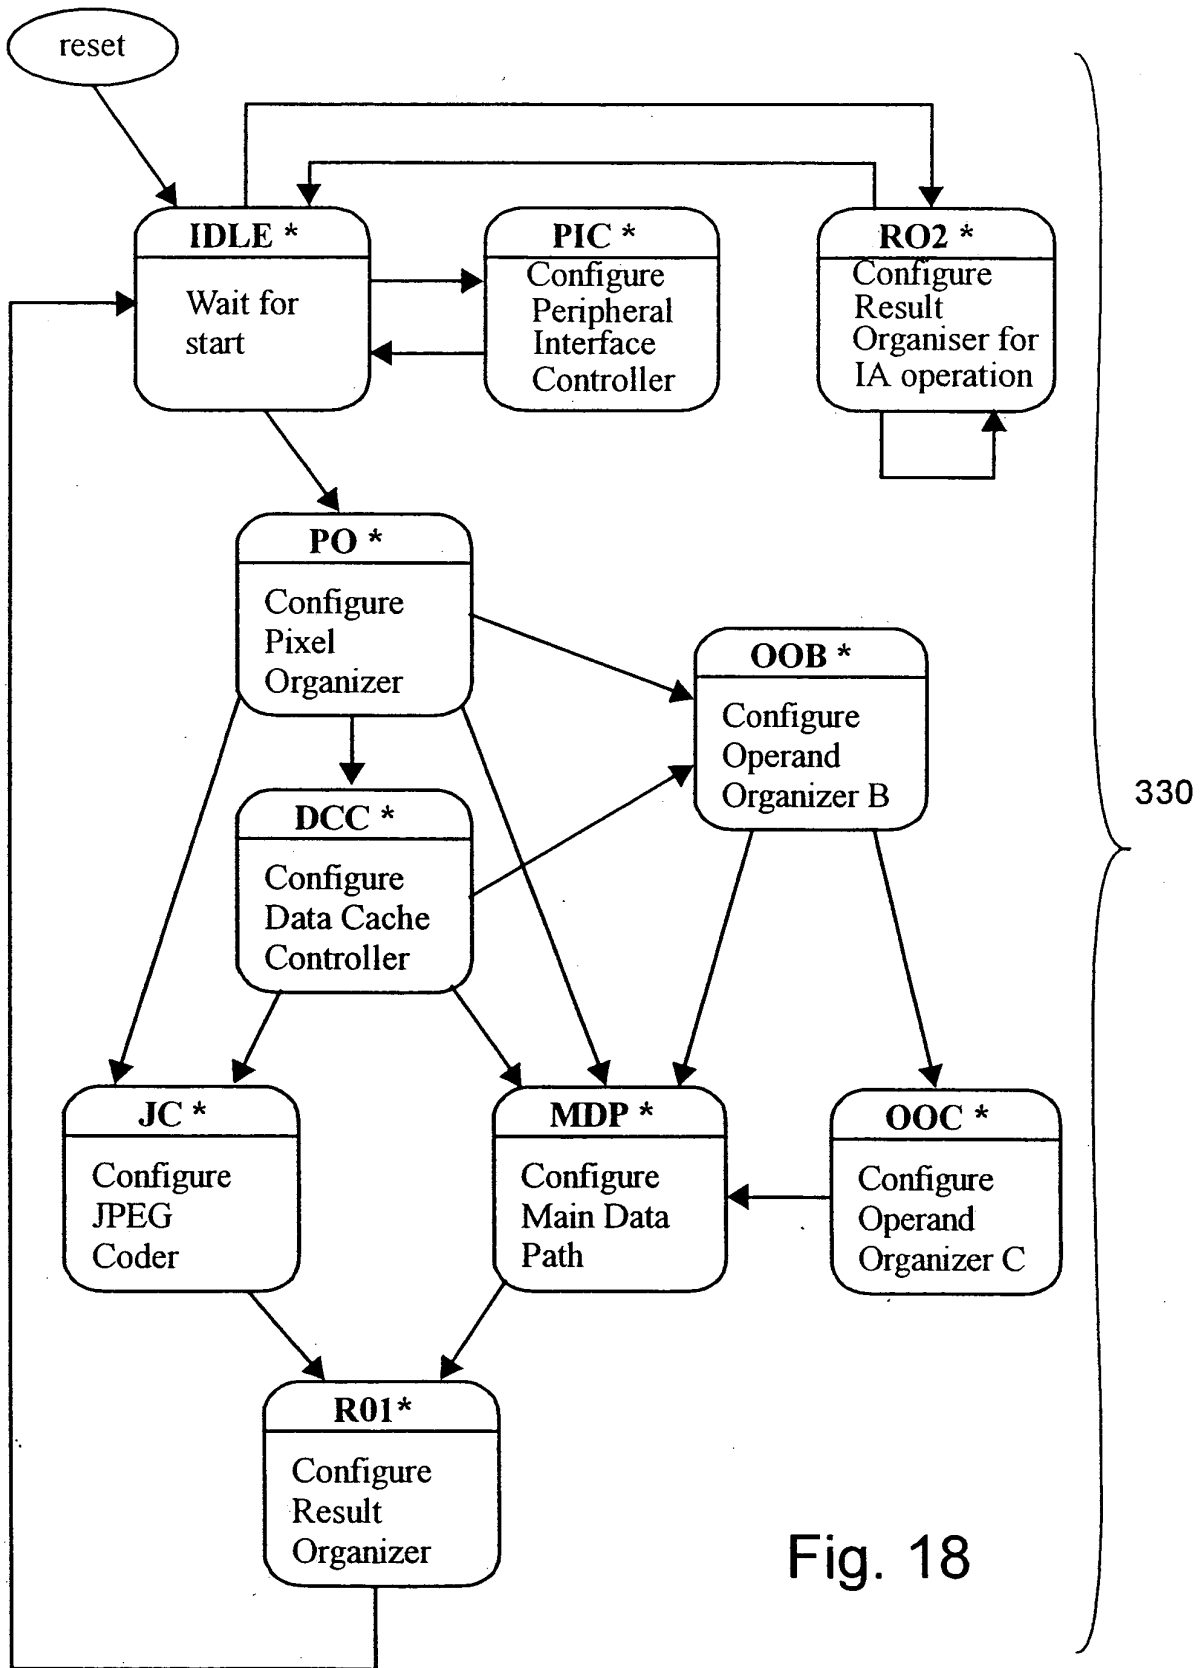 reset
IDLE *
Wait for
start
PIC *
Configure
Peripheral
Interface
Controller
RO2 *
Configure
Result
Organiser for
IA operation
PO *
Configure
Pixel
Organizer
OOB *
Configure
Operand
Organizer B
330
DCC *
Configure
Data Cache
Controller
JC *
Configure
JPEG
Coder
MDP *
Configure
Main Data
Path
OOC *
Configure
Operand
Organizer C
R01*
Configure
Result
Organizer
Fig. 18